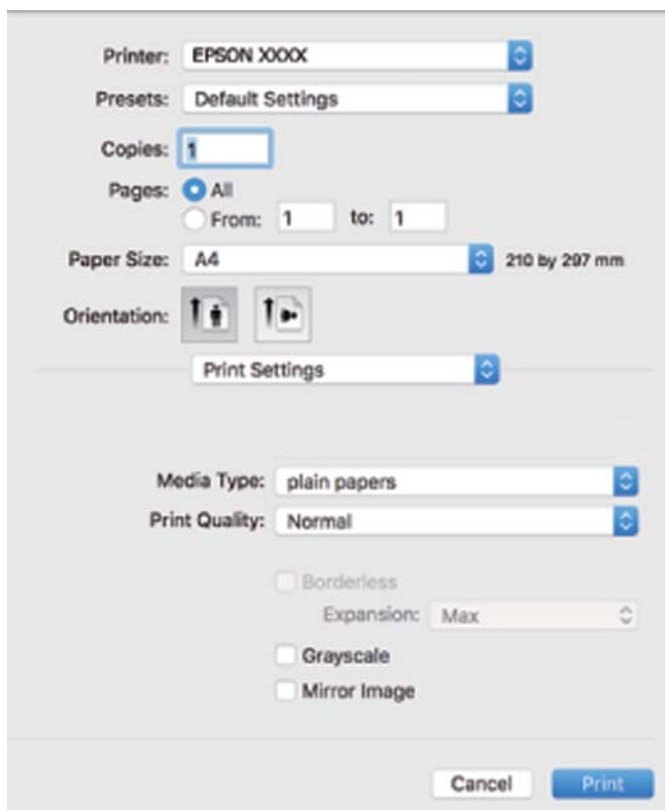 Printer: EPSON XXXX
Presets: Default Settings
Copies: 1
Pages: All
From: 1 to: 1
Paper Size: A4 210 by 297 mm
Orientation:
Print Settings
Media Type: plain papers
Print Quality: Normal
Borderless
Expansion: Max
Grayscale
Mirror Image
Cancel Print